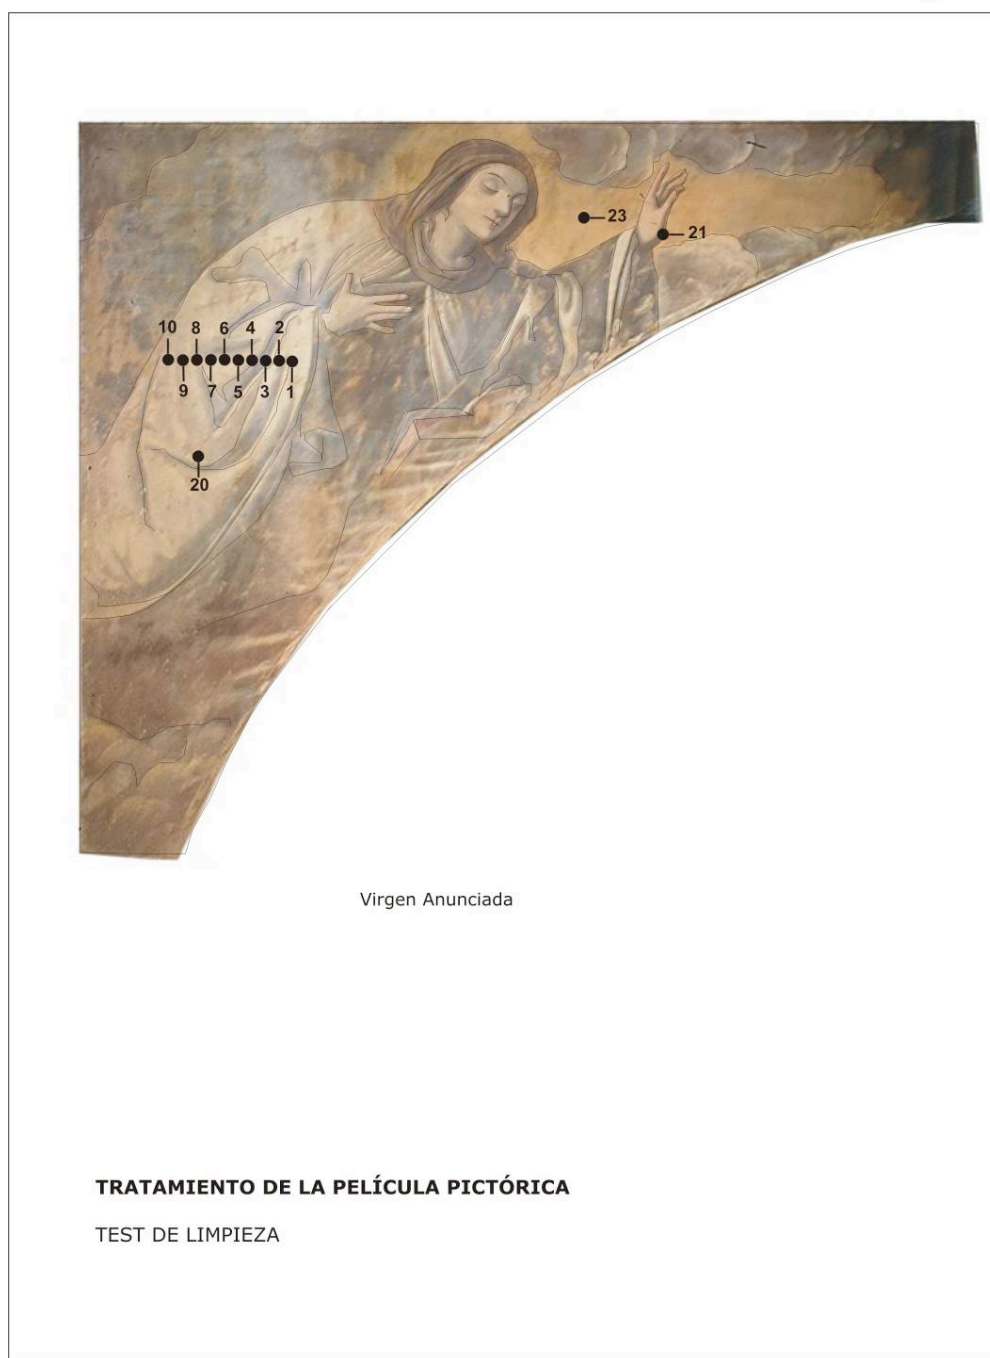 23
21
10 8 6 4 2
9 7 5 3 1
20
Virgen Anunciada
TRATAMIENTO DE LA PELÍCULA PICTÓRICA
TEST DE LIMPIEZA